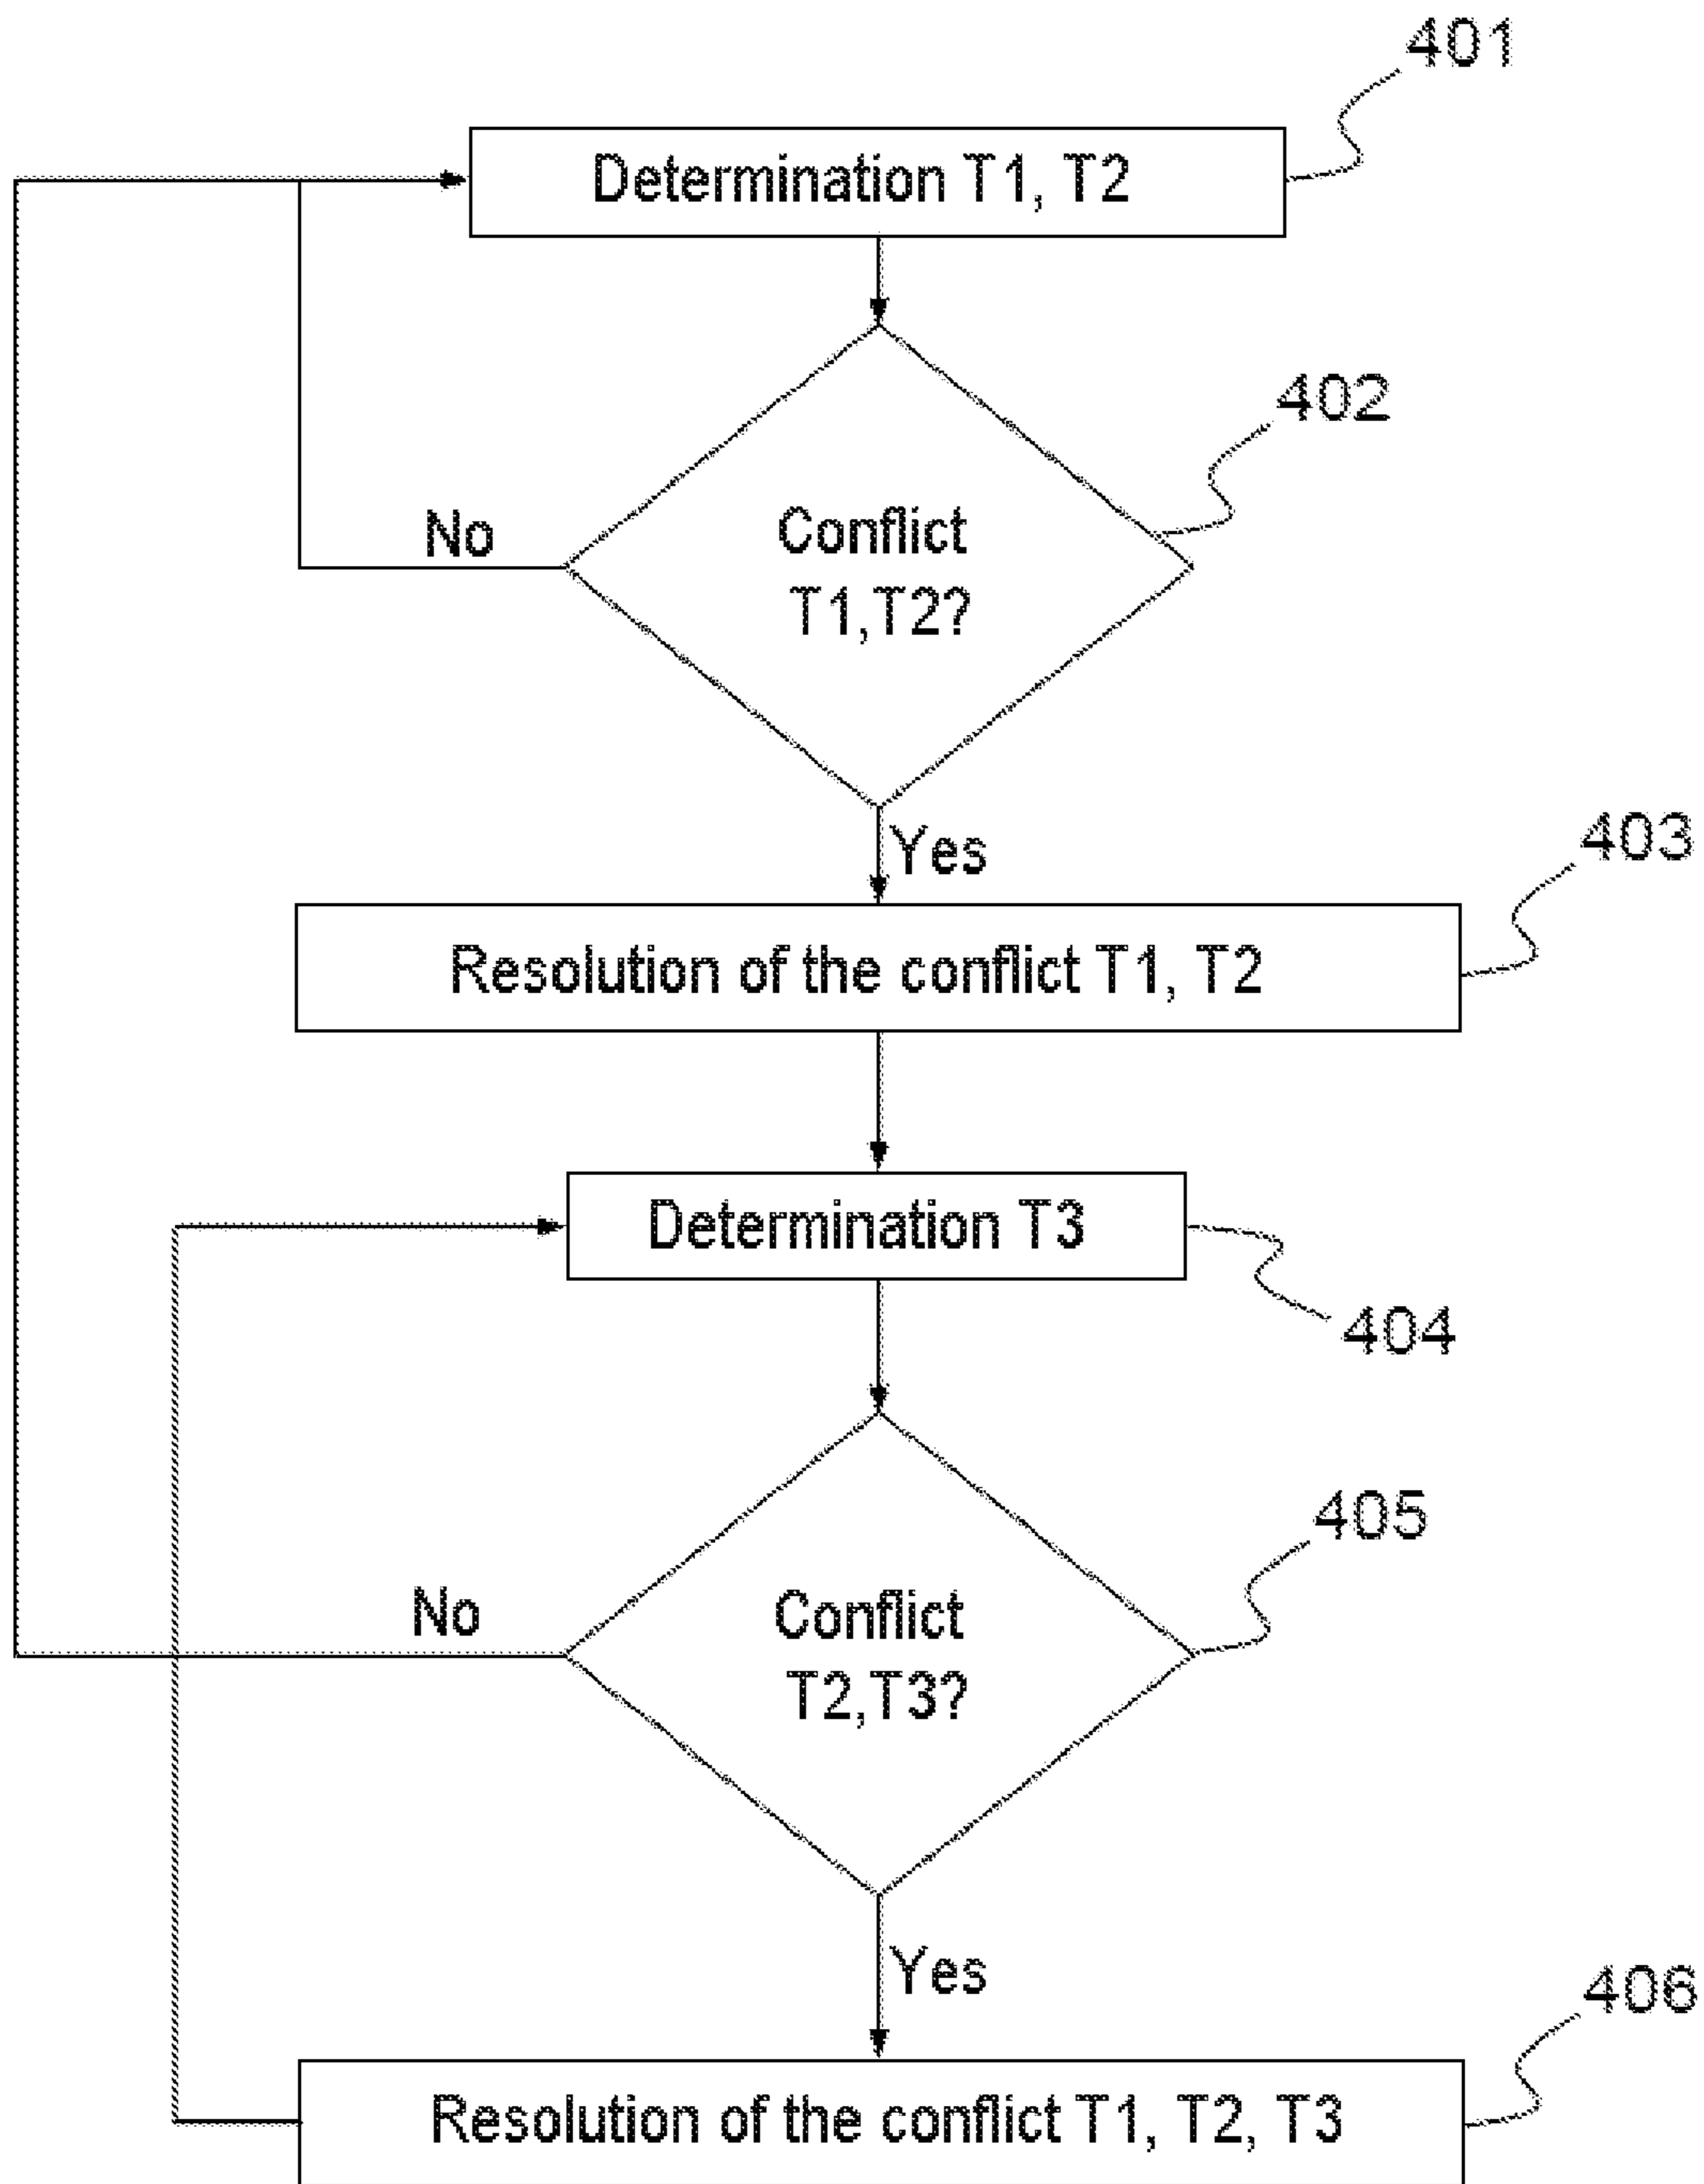 401
Determination T1, T2
402
Conflict
T1,T2?
No
Yes
403
Resolution of the conflict T1, T2
Determination T3
404
405
No
Conflict
T2,T3?
Yes
406
Resolution of the conflict T1, T2, T3